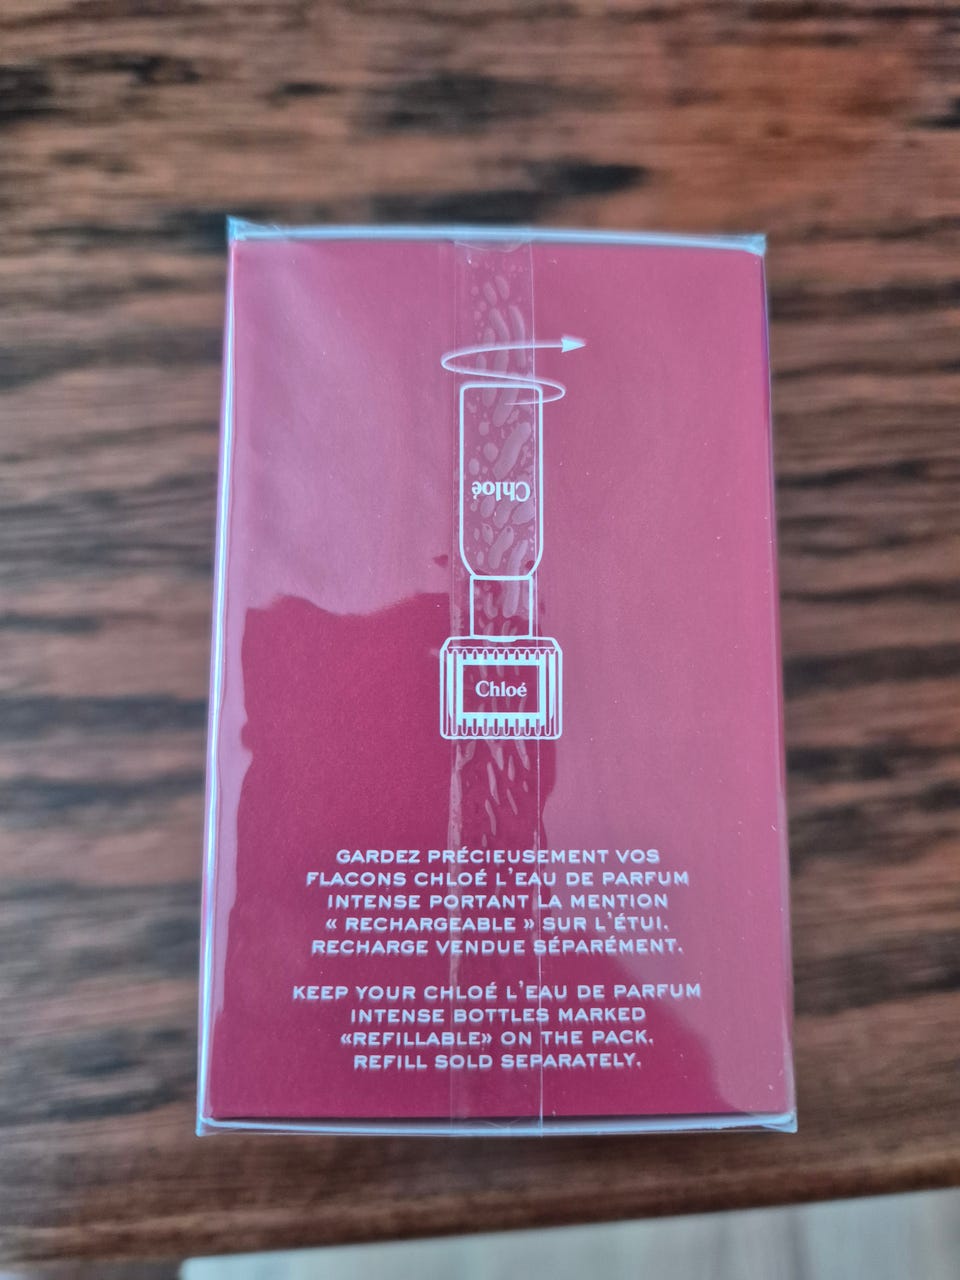 Chloé
Chloé
GARDEZ PRÉCIEUSEMENT VOS
FLACONS CHLOÉ L'EAU DE PARFUM
INTENSE PORTANT LA MENTION
« RECHARGEABLE » SUR L'ÉTUI.
RECHARGE VENDUE SÉPARÉMENT.
KEEP YOUR CHLOÉ L'EAU DE PARFUM
INTENSE BOTTLES MARKED
«REFILLABLE» ON THE PACK.
REFILL SOLD SEPARATELY.